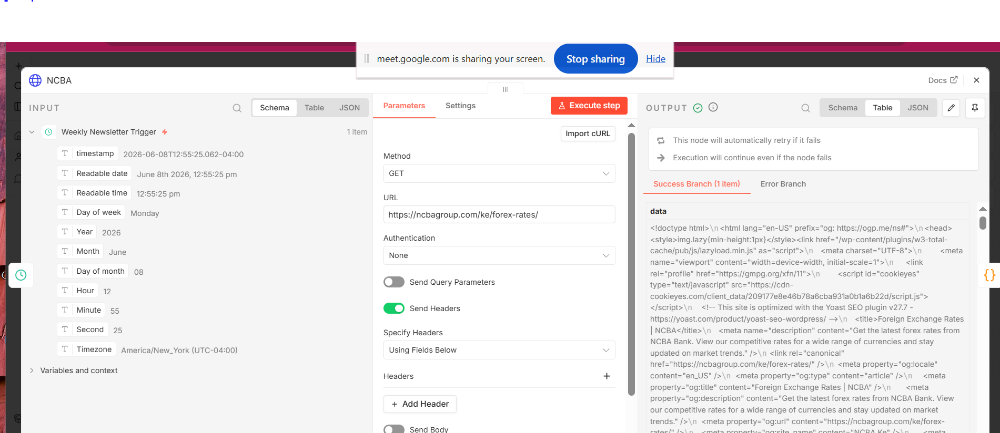 meet.google.com is sharing your screen.
Stop sharing
Hide
NCBA
Docs
INPUT
Schema
Table
JSON
Weekly Newsletter Trigger
1 item
T timestamp 2026-06-08T12:55:25.062-04:00
T Readable date June 8th 2026, 12:55:25 pm
T Readable time 12:55:25 pm
T Day of week Monday
T Year 2026
T Month June
T Day of month 08
T Hour 12
T Minute 55
T Second 25
T Timezone America/New_York (UTC-04:00)
Variables and context
Parameters
Settings
Execute step
Import cURL
Method
GET
URL
https://ncbagroup.com/ke/forex-rates/
Authentication
None
Send Query Parameters
Send Headers
Specify Headers
Using Fields Below
Headers
+ Add Header
Send Body
OUTPUT
Schema
Table
JSON
This node will automatically retry if it fails
Execution will continue even if the node fails
Success Branch (1 item)
Error Branch
data
<!doctype html>\n<html lang="en-US" prefix="og: https://ogp.me/ns#">\n<head>
<style>img.lazy{min-height:1px}</style><link href="/wp-content/plugins/w3-total-
cache/pub/js/lazyload.min.js" as="script">\n <meta charset="UTF-8">\n <meta
name="viewport" content="width=device-width, initial-scale=1">\n <link
rel="profile" href="https://gmpg.org/xfn/11">\n <script id="cookieyes"
type="text/javascript" src="https://cdn-
cookieyes.com/client_data/209177e8e46b78a6cba931a0b1a6b22d/script.js">
</script>\n <!-- This site is optimized with the Yoast SEO plugin v27.7 -
https://yoast.com/product/yoast-seo-wordpress/ -->\n <title>Foreign Exchange Rates
| NCBA</title>\n <meta name="description" content="Get the latest forex rates from
NCBA Bank. View our competitive rates for a wide range of currencies and stay
updated on market trends." />\n <link rel="canonical"
href="https://ncbagroup.com/ke/forex-rates/" />\n <meta property="og:locale"
content="en_US" />\n <meta property="og:type" content="article" />\n <meta
property="og:title" content="Foreign Exchange Rates | NCBA" />\n <meta
property="og:description" content="Get the latest forex rates from NCBA Bank. View
our competitive rates for a wide range of currencies and stay updated on market
trends." />\n <meta property="og:url" content="https://ncbagroup.com/ke/forex-
rates/" />\n <meta property="og:site_name" content="NCBA Ke" />\n <meta